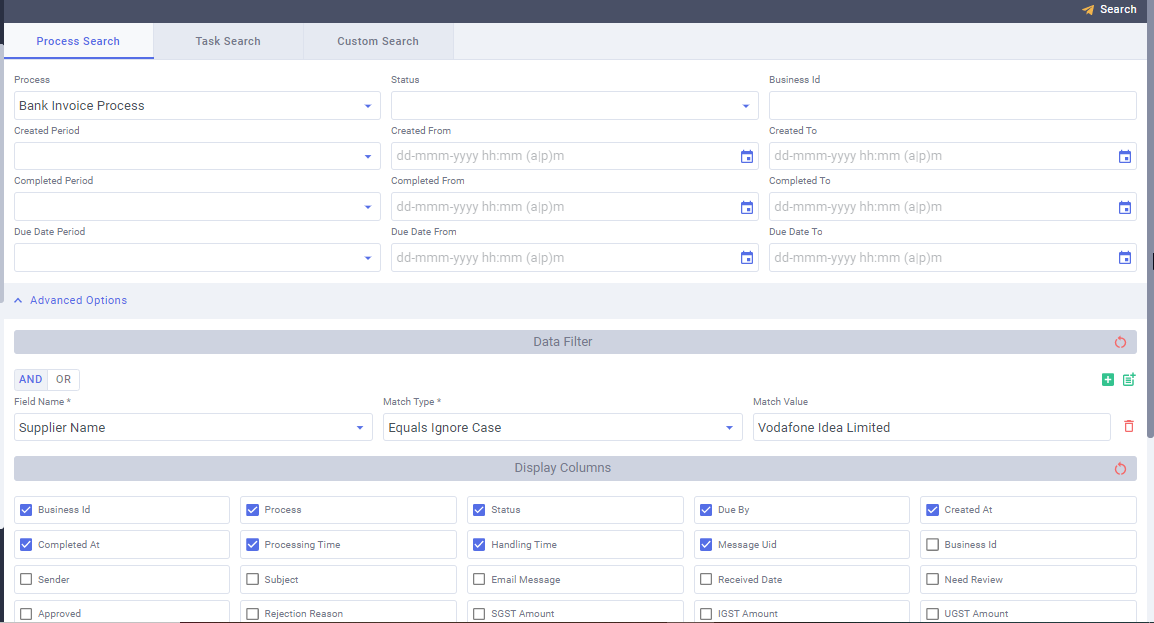 Search
Process Search Task Search Custom Search
Process Status Business Id
Bank Invoice Process
Created Period Created From Created To
dd-mmm-yyyy hh:mm (a|p)m dd-mmm-yyyy hh:mm (a|p)m
Completed Period Completed From Completed To
dd-mmm-yyyy hh:mm (a|p)m dd-mmm-yyyy hh:mm (a|p)m
Due Date Period Due Date From Due Date To
dd-mmm-yyyy hh:mm (a|p)m dd-mmm-yyyy hh:mm (a|p)m
Advanced Options
Data Filter
AND OR
Field Name * Match Type * Match Value
Supplier Name Equals Ignore Case Vodafone Idea Limited
Display Columns
Business Id Process Status Due By Created At
Completed At Processing Time Handling Time Message Uid Business Id
Sender Subject Email Message Received Date Need Review
Approved Rejection Reason SGST Amount IGST Amount UGST Amount